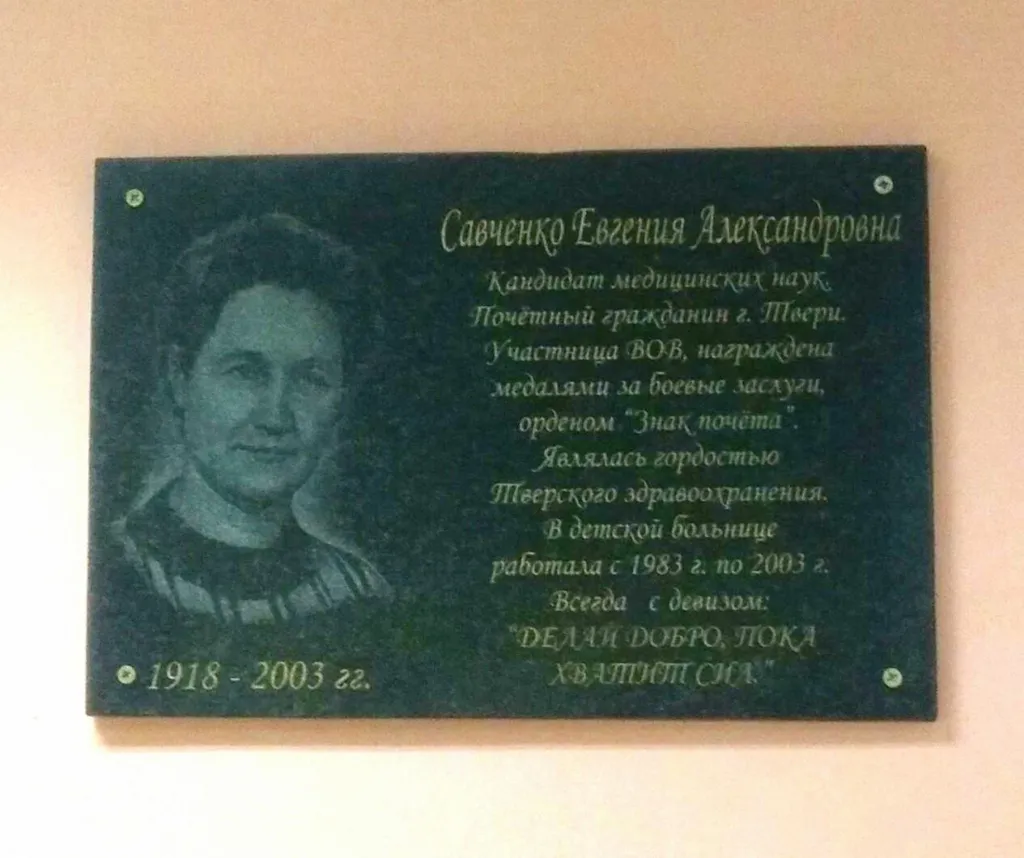 Савченко Евгения Александровна
Кандидат медицинских наук.
Почётный гражданин г. Твери.
Участница ВОВ, награждена
медалями за боевые заслуги,
орденом "Знак почёта".
Являлась гордостью
Тверского здравоохранения.
В детской больнице
работала с 1983 г. по 2003 г.
Всегда с девизом:
"ДЕЛАЙ ДОБРО, ПОКА
ХВАТИТ СИЛ."
1918 - 2003 гг.